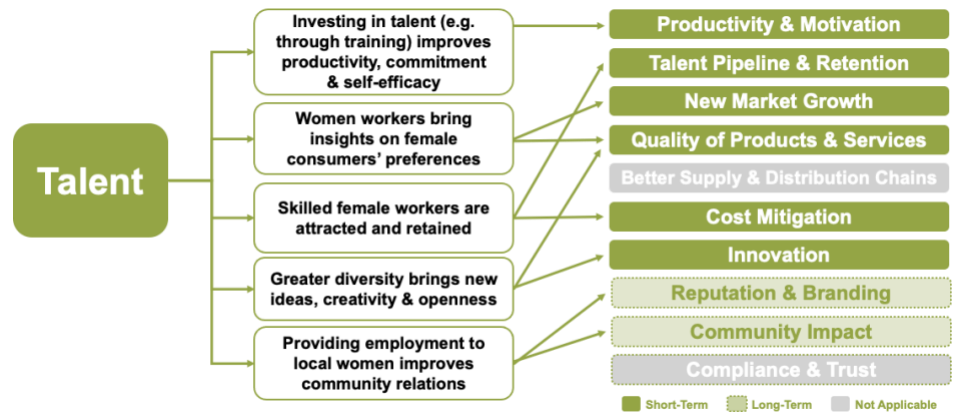 Talent
Investing in talent (e.g.
through training) improves
productivity, commitment
& self-efficacy
Women workers bring
insights on female
consumers' preferences
Skilled female workers are
attracted and retained
Greater diversity brings new
ideas, creativity & openness
Providing employment to
local women improves
community relations
Productivity & Motivation
Talent Pipeline & Retention
New Market Growth
Quality of Products & Services
Better Supply & Distribution Chains
Cost Mitigation
Innovation
Reputation & Branding
Community Impact
Compliance & Trust
Short-Term
Long-Term
Not Applicable